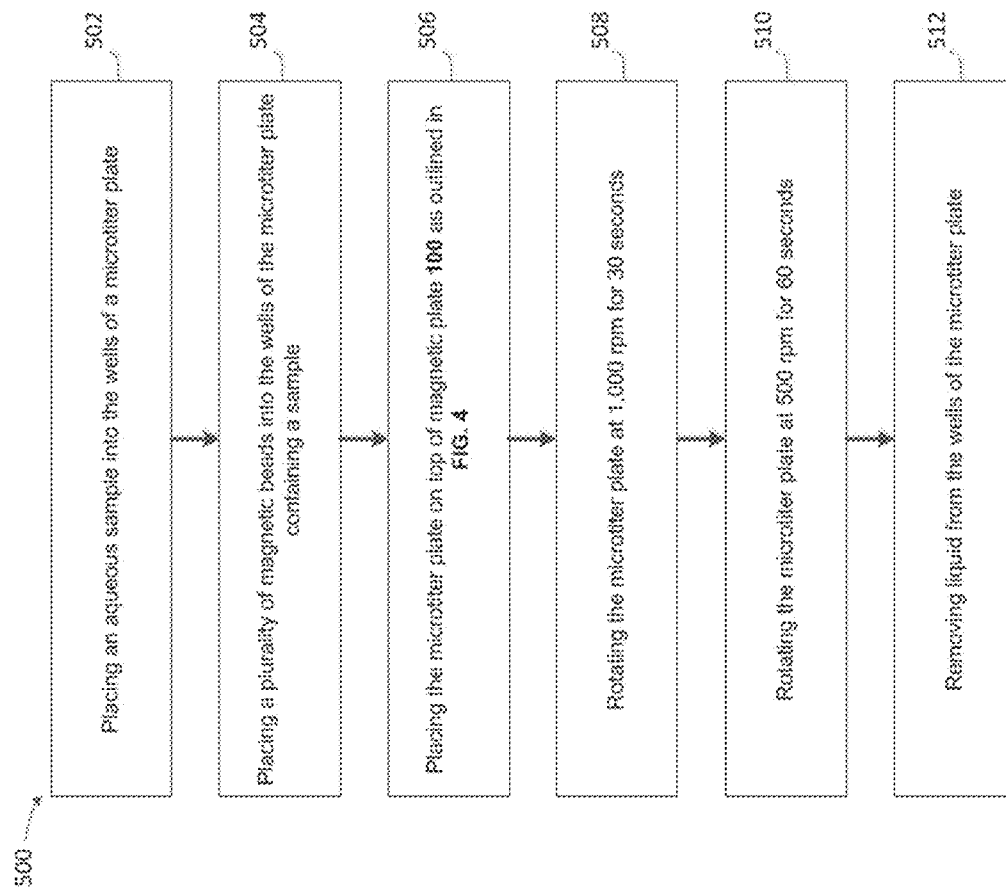 500
502
Placing an aqueous sample into the wells of a microtiter plate
504
Placing a plurality of magnetic beads into the wells of the microtiter plate
containing a sample
506
Placing the microtiter plate on top of magnetic plate 100 as outlined in
FIG. 4
508
Rotating the microtiter plate at 1,000 rpm for 30 seconds
510
Rotating the microtiter plate at 500 rpm for 60 seconds
512
Removing liquid from the wells of the microtiter plate